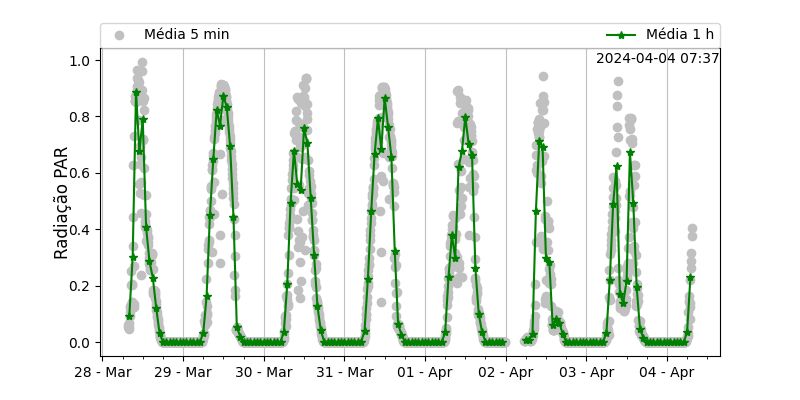 Média 5 min
Média 1 h
2024-04-04 07:37
Radiação PAR
1.0
0.8
0.6
0.4
0.2
0.0
28 - Mar
29 - Mar
30 - Mar
31 - Mar
01 - Apr
02 - Apr
03 - Apr
04 - Apr